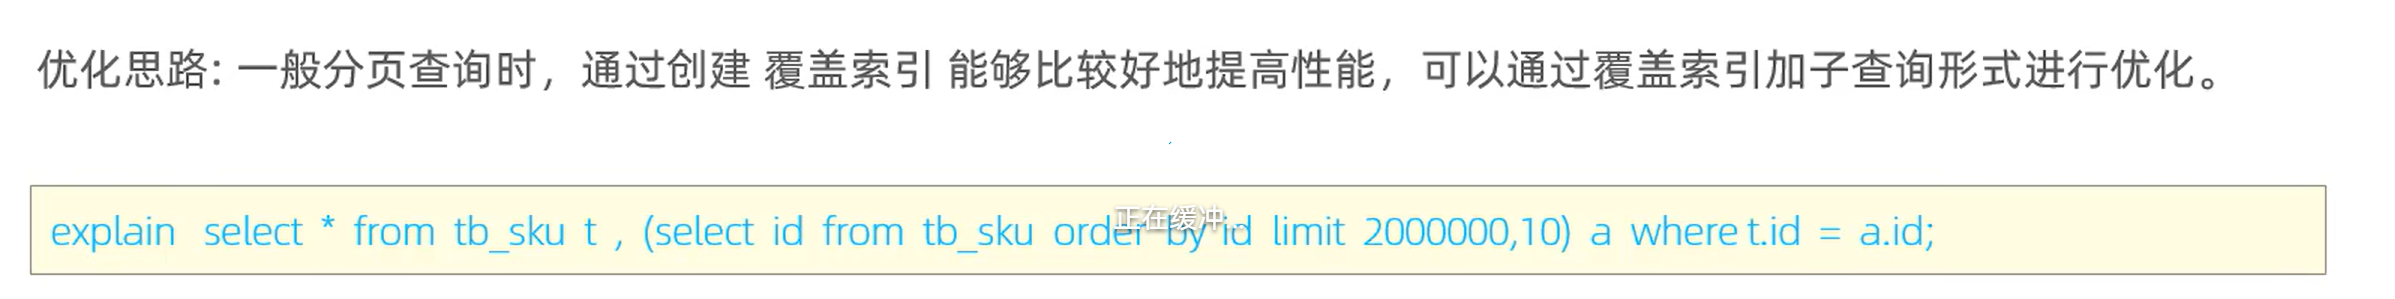 优化思路: 一般分页查询时，通过创建 覆盖索引 能够比较好地提高性能，可以通过覆盖索引加子查询形式进行优化。
explain select * from tb_sku t , (select id from tb_sku order by id limit 2000000,10) a where t.id = a.id;
正在缓冲...